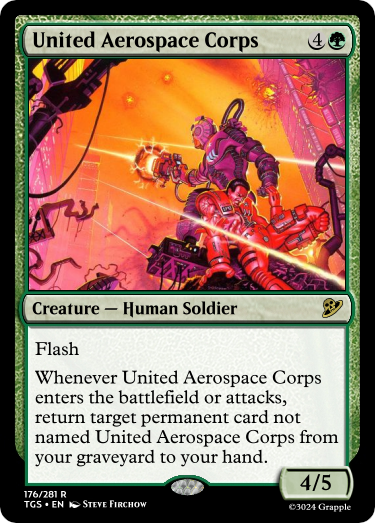 United Aerospace Corps 4
Creature — Human Soldier
Flash
Whenever United Aerospace Corps
enters the battlefield or attacks,
return target permanent card not
named United Aerospace Corps from
your graveyard to your hand.
4/5
176/281 R
TGS • EN Steve Firchow
©3024 Grapple